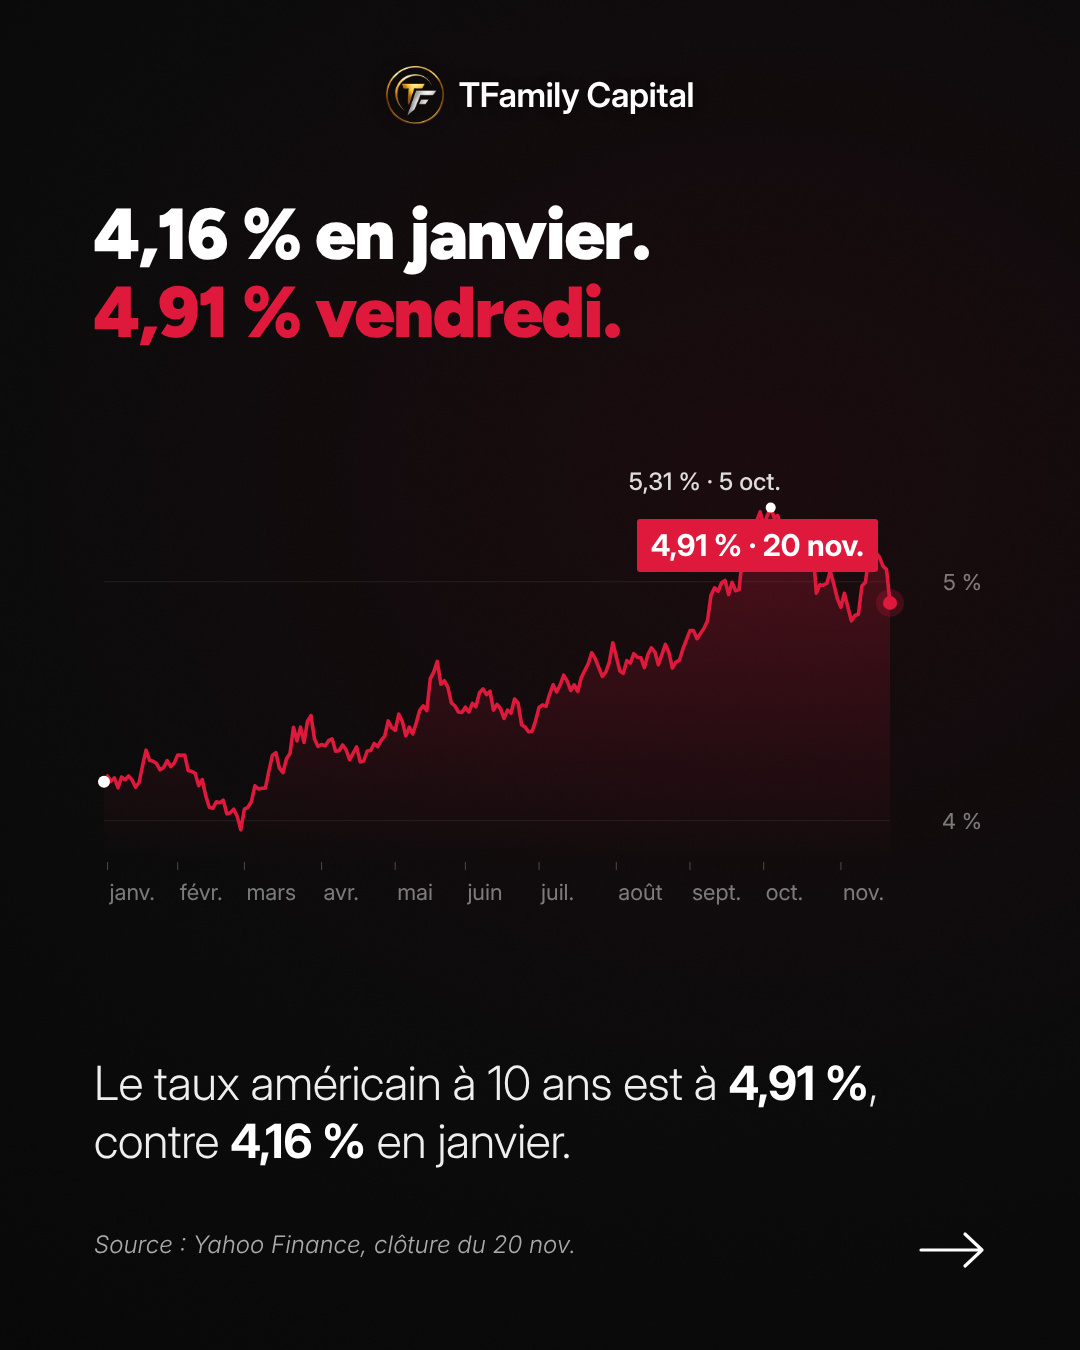 TF TFamily Capital
4,16 % en janvier.
4,91 % vendredi.
5,31 % · 5 oct.
4,91 % · 20 nov.
5 %
4 %
janv. févr. mars avr. mai juin juil. août sept. oct. nov.
Le taux américain à 10 ans est à 4,91 %,
contre 4,16 % en janvier.
Source : Yahoo Finance, clôture du 20 nov.